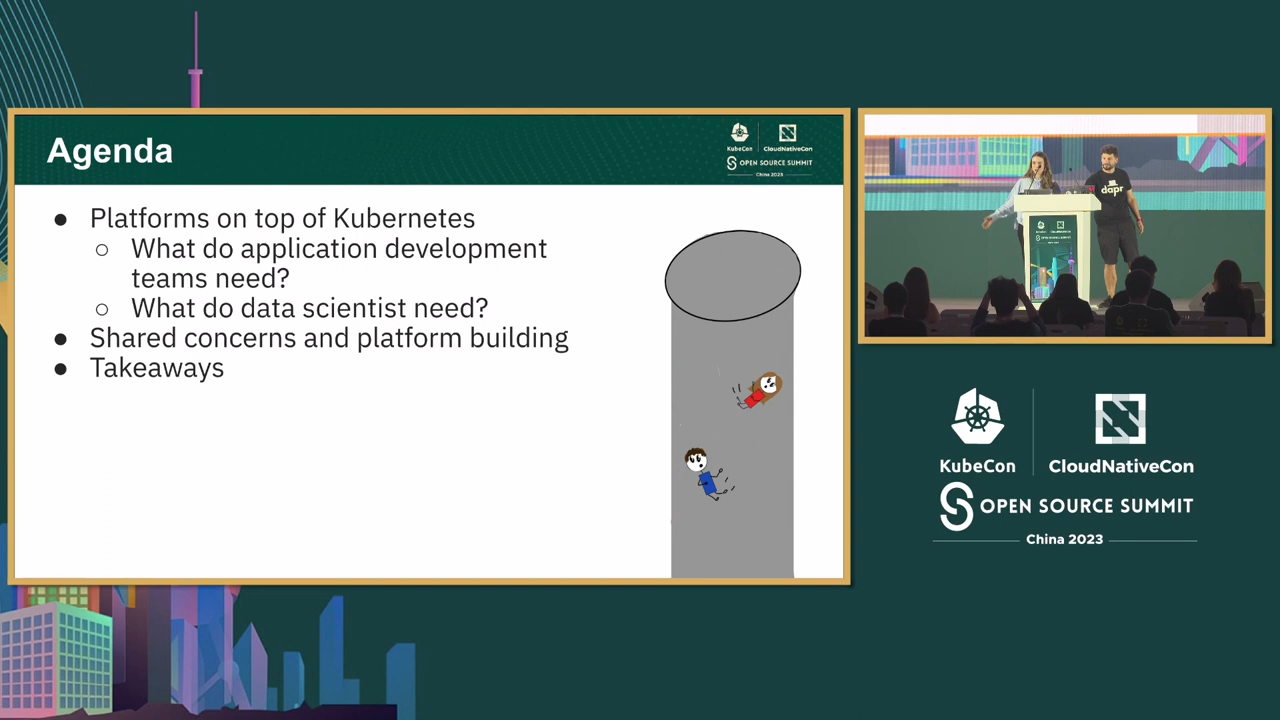 Agenda
KubeCon
CloudNativeCon
OPEN SOURCE SUMMIT
China 2023
● Platforms on top of Kubernetes
○ What do application development
teams need?
○ What do data scientist need?
● Shared concerns and platform building
● Takeaways
dapr
KubeCon
CloudNativeCon
OPEN SOURCE SUMMIT
China 2023